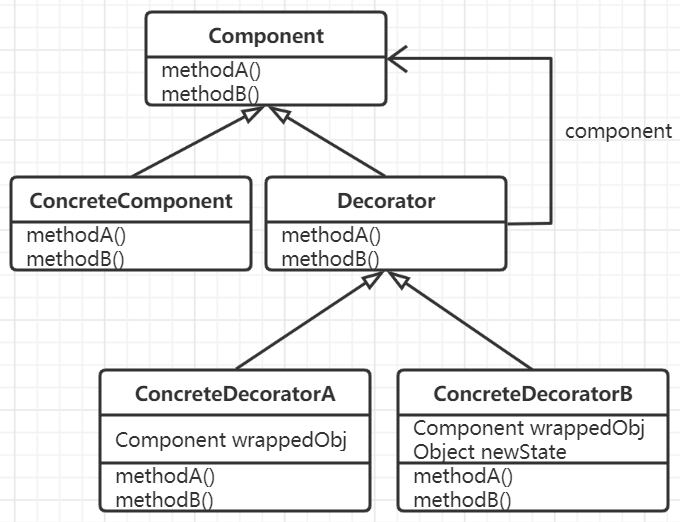 Component
methodA()
methodB()
component
ConcreteComponent
methodA()
methodB()
Decorator
methodA()
methodB()
ConcreteDecoratorA
Component wrappedObj
methodA()
methodB()
ConcreteDecoratorB
Component wrappedObj
Object newState
methodA()
methodB()